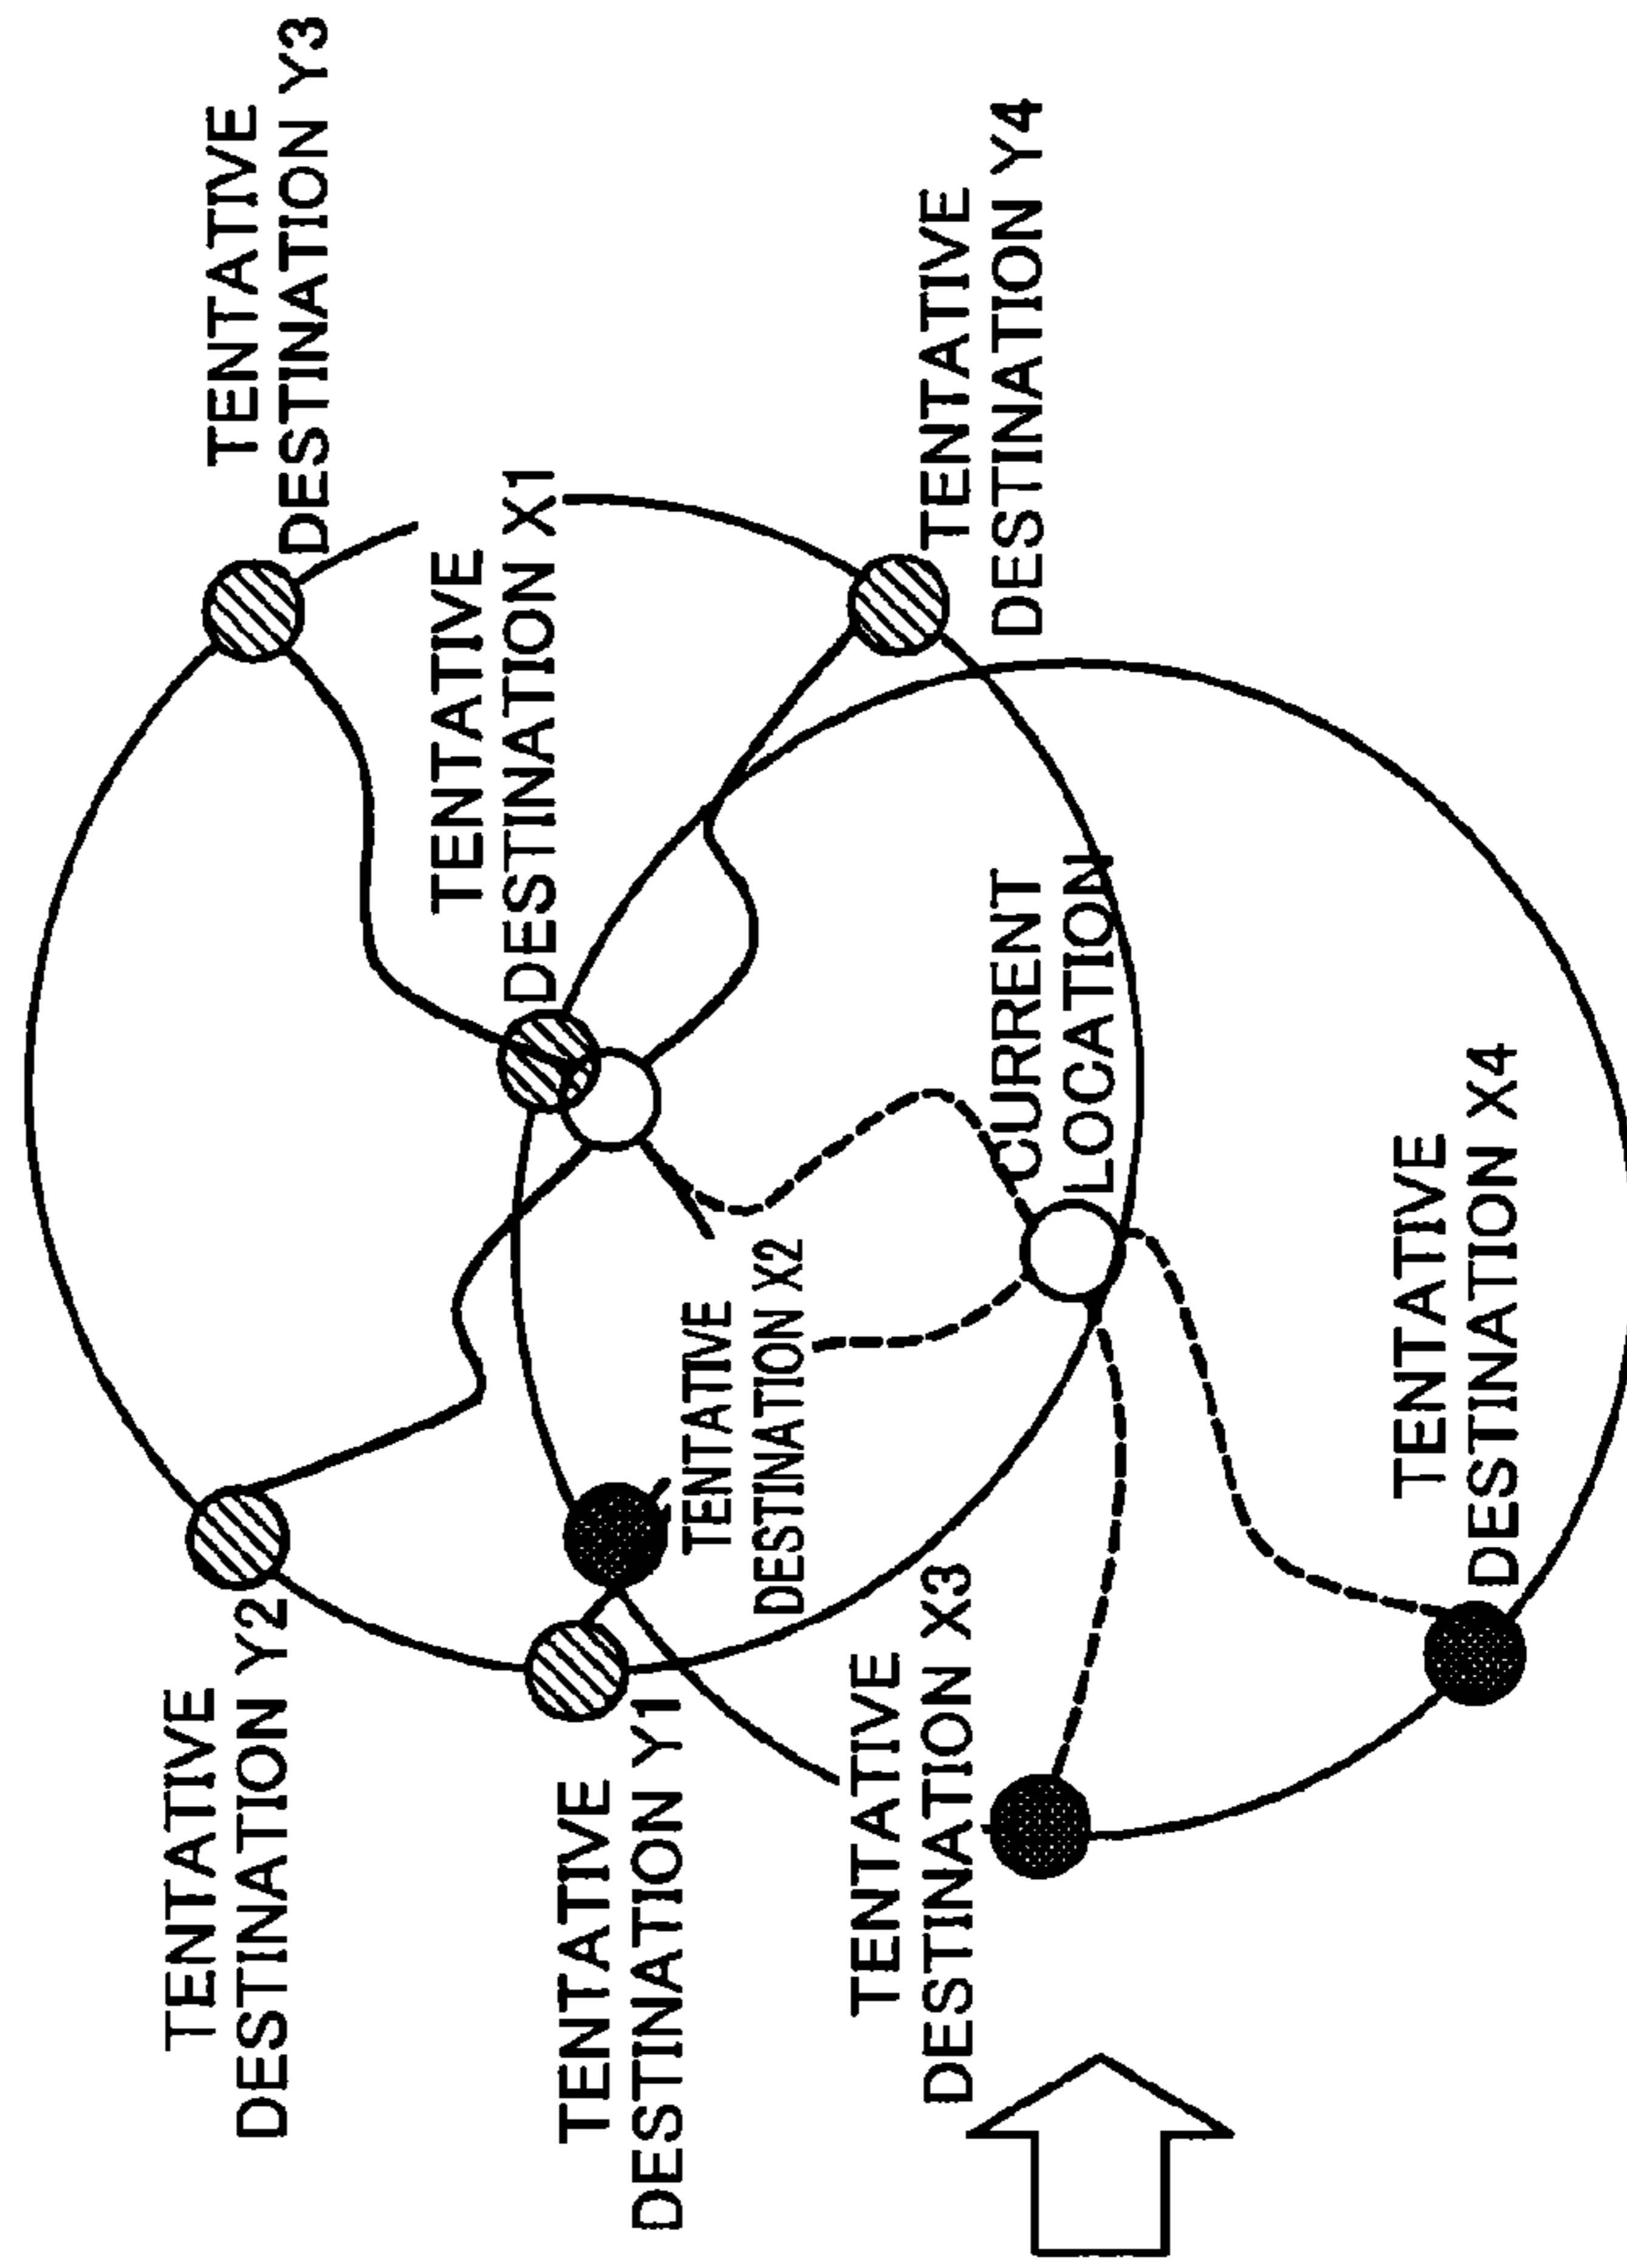 TENTATIVE
DESTINATION Y2
TENTATIVE
DESTINATION Y3
TENTATIVE
DESTINATION Y1
TENTATIVE
DESTINATION X1
TENTATIVE
DESTINATION X2
TENTATIVE
DESTINATION X3
TENTATIVE
DESTINATION Y4
CURRENT
LOCATION
TENTATIVE
DESTINATION X4